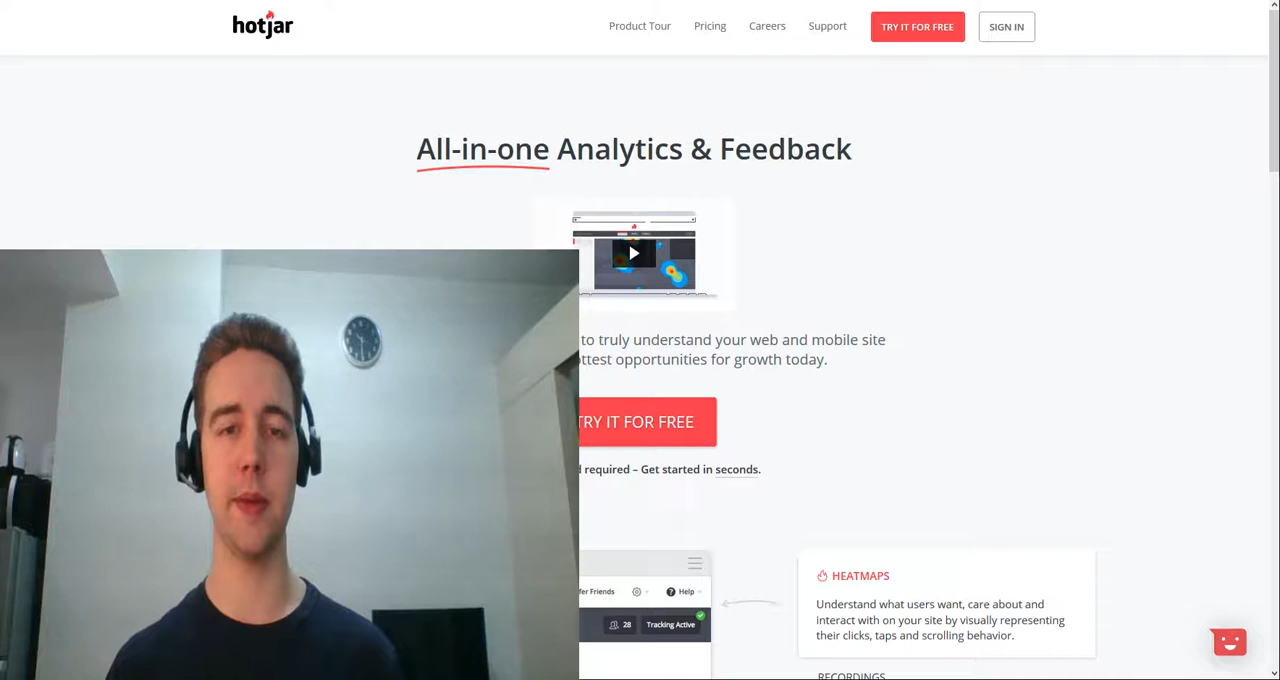 hotjar
Product Tour
Pricing
Careers
Support
TRY IT FOR FREE
SIGN IN
All-in-one Analytics & Feedback
to truly understand your web and mobile site
opportunities for growth today.
TRY IT FOR FREE
required – Get started in seconds.
Friends
Help
28
Tracking Active
HEATMAPS
Understand what users want, care about and
interact with on your site by visually representing
their clicks, taps and scrolling behavior.
RECORDINGS